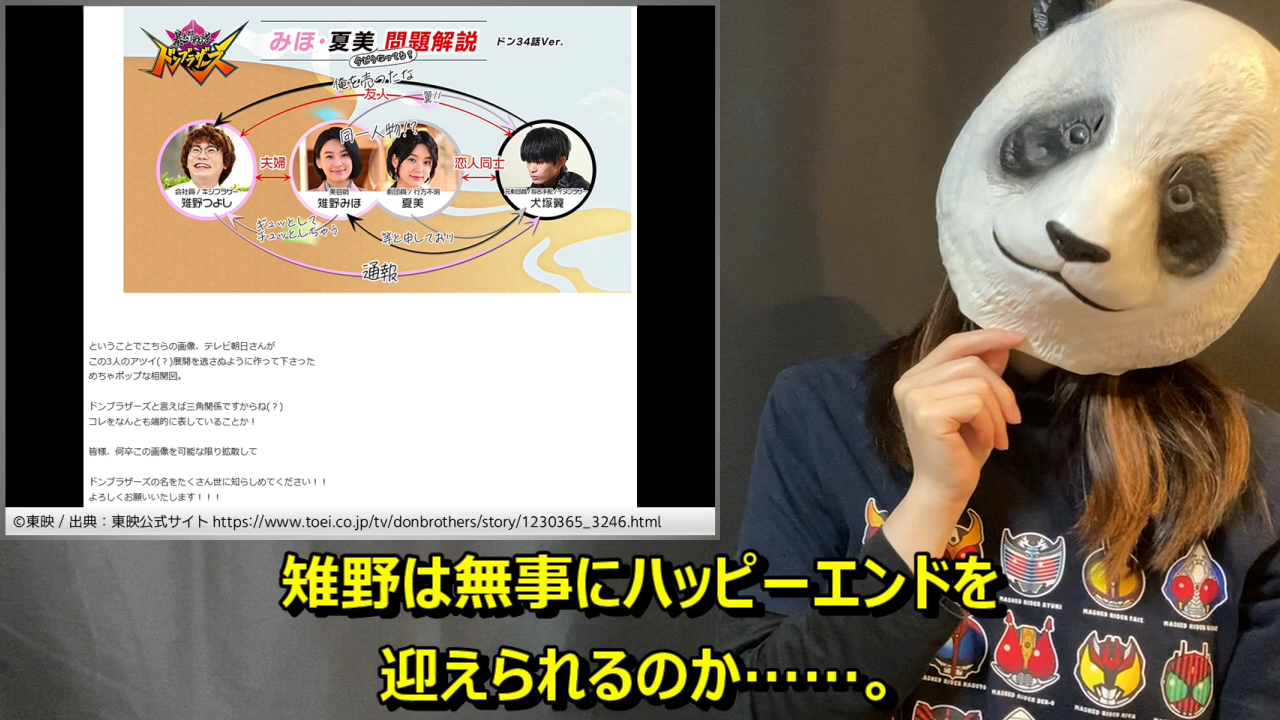 暴太郎戦隊
ドンブラザーズ
みほ・夏美 問題解説 ドン34話Ver.
今どうなってる?
俺を売ったな
友人
翼!!
同一人物!?
夫婦
恋人同士
会社員/キジブラザー
雉野つよし
美容師
雉野みほ
劇団員/行方不明
夏美
元劇団員/指名手配/イヌブラザー
犬塚翼
ギュッとして
チュッとしちゃう
等と申しており
通報
ということでこちらの画像、テレビ朝日さんが
この3人のアツイ(?)展開を逃さぬように作って下さった
めちゃポップな相関図。
ドンブラザーズと言えば三角関係ですからね(?)
コレをなんとも端的に表していることか!
皆様、何卒この画像を可能な限り拡散して
ドンブラザーズの名をたくさん世に知らしめてください!!
よろしくお願いいたします!!!
©東映 / 出典:東映公式サイト https://www.toei.co.jp/tv/donbrothers/story/1230365_3246.html
MASKED RIDER RYUKI
MASKED RIDER FAIZ
MASKED RIDER BLADE
MASKED RIDER KABUTO
MASKED RIDER DEN-O
MASKED RIDER KIVA
雉野は無事にハッピーエンドを
迎えられるのか……。